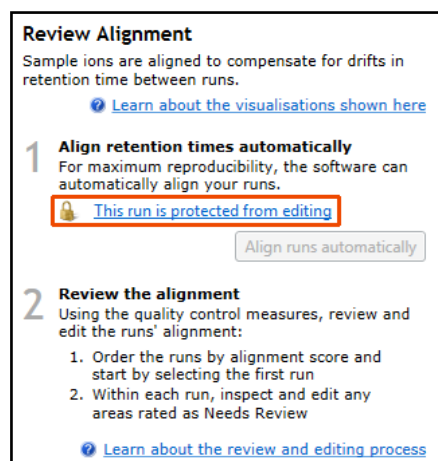 Review Alignment
Sample ions are aligned to compensate for drifts in
retention time between runs.
Learn about the visualisations shown here
1 Align retention times automatically
For maximum reproducibility, the software can
automatically align your runs.
This run is protected from editing
Align runs automatically
2 Review the alignment
Using the quality control measures, review and
edit the runs' alignment:
1. Order the runs by alignment score and
start by selecting the first run
2. Within each run, inspect and edit any
areas rated as Needs Review
Learn about the review and editing process